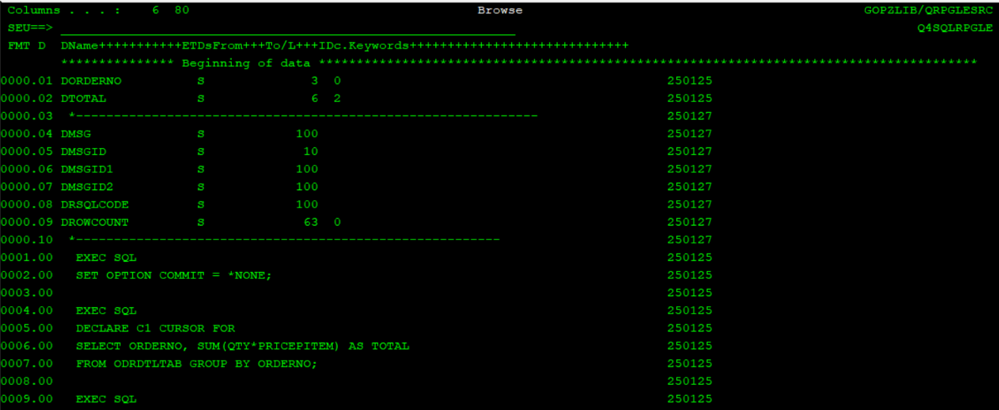 Columns . . . :    6  80                                      Browse                                              GOPZLIB/QRPGLESRC
SEU==> ____________________________________________________________                                                     Q4SQLRPGLE
FMT D  DName+++++++++++ETDsFrom+++To/L+++IDc.Keywords+++++++++++++++++++++++++++++
       *************** Beginning of data ***************************************************************************************
0000.01 DORDERNO          S              3  0                                           250125
0000.02 DTOTAL            S              6  2                                           250125
0000.03  *-------------------------------------------------------------                 250127
0000.04 DMSG              S            100                                              250127
0000.05 DMSGID            S             10                                              250127
0000.06 DMSGID1           S            100                                              250127
0000.07 DMSGID2           S            100                                              250127
0000.08 DRSQLCODE         S            100                                              250127
0000.09 DROWCOUNT         S             63  0                                           250127
0000.10  *--------------------------------------------------------                      250127
0001.00   EXEC SQL                                                                      250125
0002.00   SET OPTION COMMIT = *NONE;                                                    250125
0003.00                                                                                 250125
0004.00   EXEC SQL                                                                      250125
0005.00   DECLARE C1 CURSOR FOR                                                         250125
0006.00   SELECT ORDERNO, SUM(QTY*PRICEPITEM) AS TOTAL                                  250125
0007.00   FROM ODRDTLTAB GROUP BY ORDERNO;                                              250125
0008.00                                                                                 250125
0009.00   EXEC SQL                                                                      250125